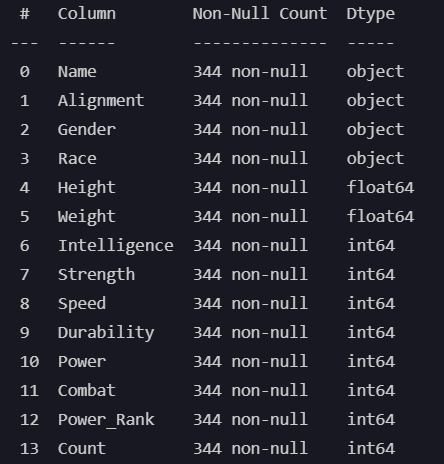 #   Column        Non-Null Count  Dtype
---  ------        --------------  -----
0   Name          344 non-null    object
1   Alignment     344 non-null    object
2   Gender        344 non-null    object
3   Race          344 non-null    object
4   Height        344 non-null    float64
5   Weight        344 non-null    float64
6   Intelligence  344 non-null    int64
7   Strength      344 non-null    int64
8   Speed         344 non-null    int64
9   Durability    344 non-null    int64
10  Power         344 non-null    int64
11  Combat        344 non-null    int64
12  Power_Rank    344 non-null    int64
13  Count         344 non-null    int64